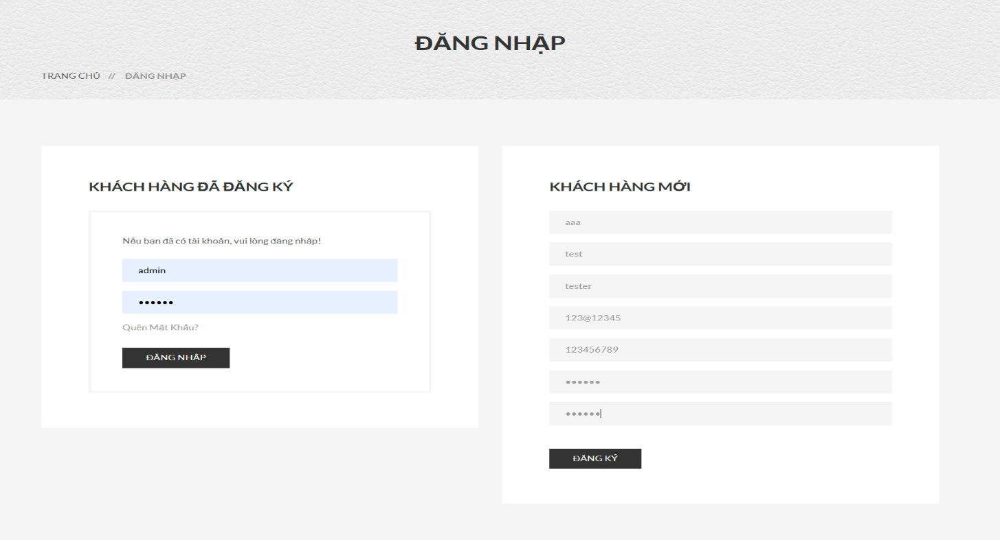 ĐĂNG NHẬP
TRANG CHỦ // ĐĂNG NHẬP
KHÁCH HÀNG ĐÃ ĐĂNG KÝ
Nếu bạn đã có tài khoản, vui lòng đăng nhập!
admin
••••••
Quên Mật Khẩu?
ĐĂNG NHẬP
KHÁCH HÀNG MỚI
aaa
test
tester
123@12345
123456789
••••••
••••••
ĐĂNG KÝ